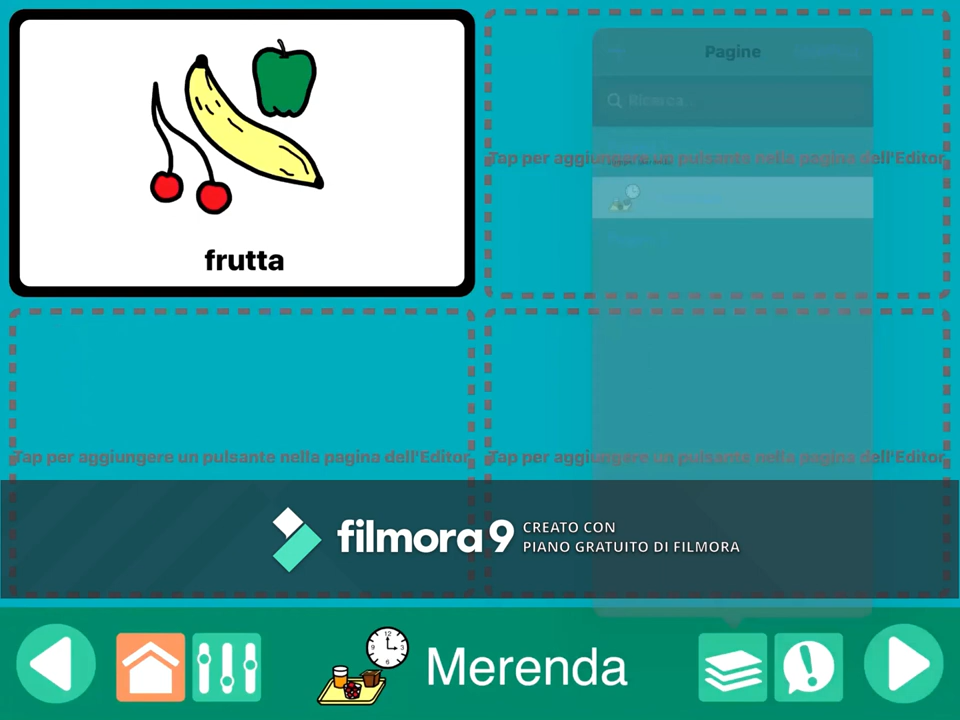 frutta
Pagine
Ricerca...
Tap per aggiungere un pulsante nella pagina dell'Editor
Tap per aggiungere un pulsante nella pagina dell'Editor
Tap per aggiungere un pulsante nella pagina dell'Editor
filmora9
CREATO CON
PIANO GRATUITO DI FILMORA
Merenda